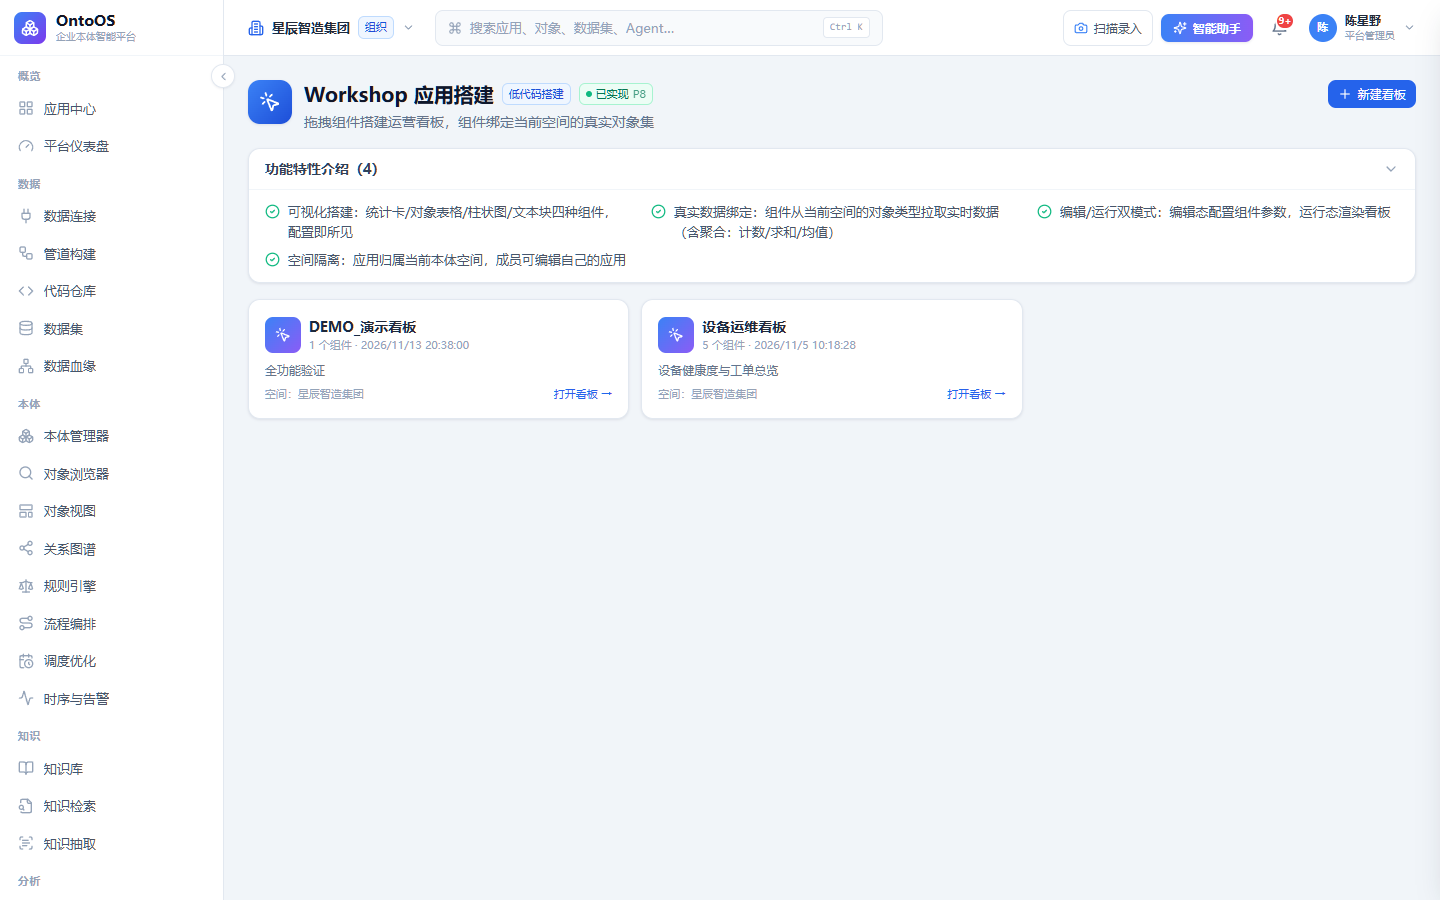 OntoOS
企业本体智能平台
概览
应用中心
平台仪表盘
数据
数据连接
管道构建
代码仓库
数据集
数据血缘
本体
本体管理器
对象浏览器
对象视图
关系图谱
规则引擎
流程编排
调度优化
时序与告警
知识
知识库
知识检索
知识抽取
分析
星辰智造集团 组织
搜索应用、对象、数据集、Agent... Ctrl K
扫描录入
智能助手
9+
陈
陈星野
平台管理员
Workshop 应用搭建 低代码搭建 已实现 P8
拖拽组件搭建运营看板，组件绑定当前空间的真实对象集
新建看板
功能特性介绍（4）
可视化搭建：统计卡/对象表格/柱状图/文本块四种组件，
配置即所见
真实数据绑定：组件从当前空间的对象类型拉取实时数据
（含聚合：计数/求和/均值）
编辑/运行双模式：编辑态配置组件参数，运行态渲染看板
空间隔离：应用归属当前本体空间，成员可编辑自己的应用
DEMO_演示看板
1 个组件 · 2026/11/13 20:38:00
全功能验证
空间：星辰智造集团 打开看板 →
设备运维看板
5 个组件 · 2026/11/5 10:18:28
设备健康度与工单总览
空间：星辰智造集团 打开看板 →